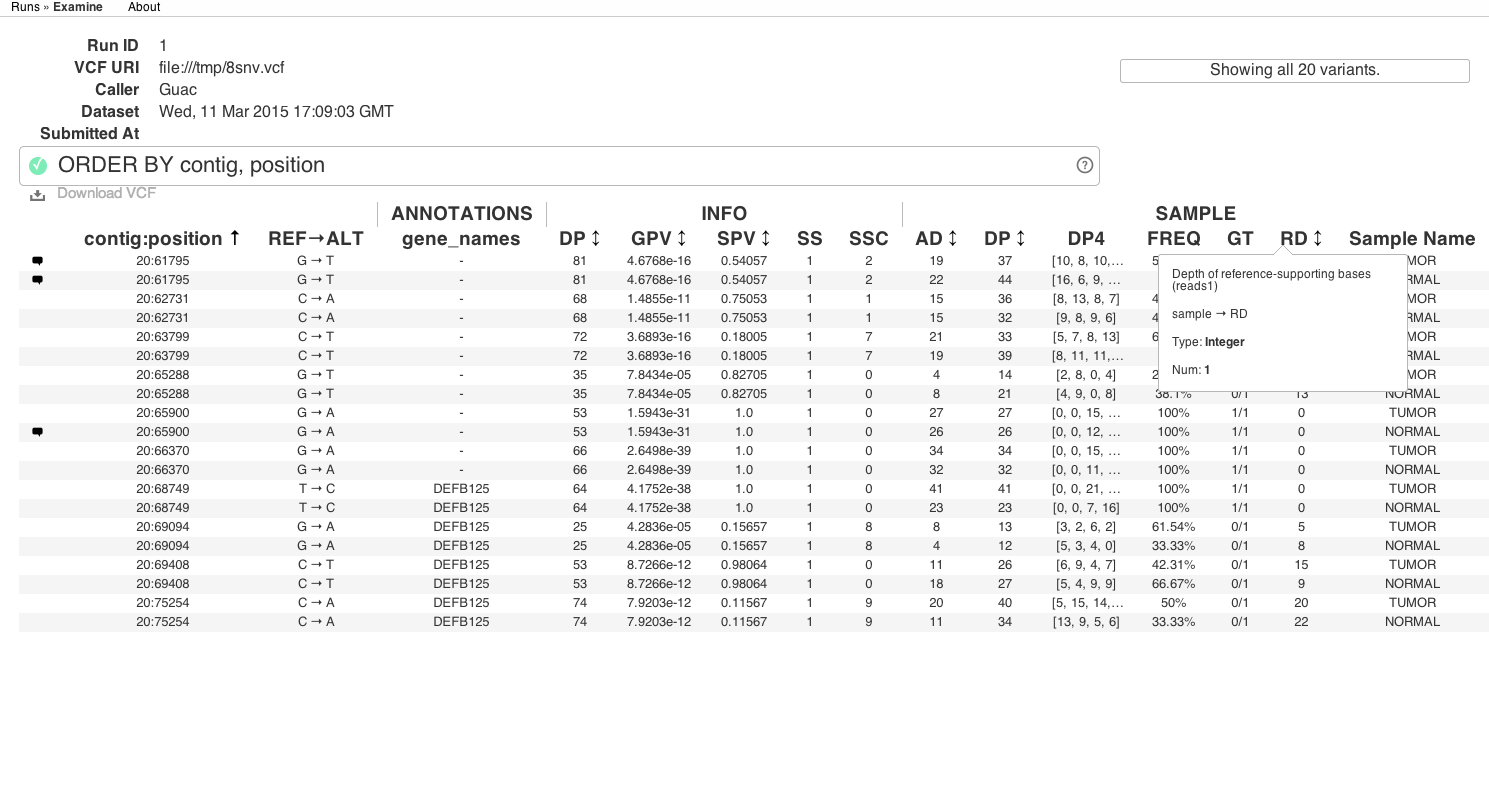 Runs » Examine About
Run ID 1
VCF URI file:///tmp/8snv.vcf
Showing all 20 variants.
Caller Guac
Dataset Wed, 11 Mar 2015 17:09:03 GMT
Submitted At
ORDER BY contig, position ?
Download VCF
ANNOTATIONS INFO SAMPLE
contig:position ↑ REF→ALT gene_names DP ↕ GPV ↕ SPV ↕ SS SSC AD ↕ DP ↕ DP4 FREQ GT RD ↕ Sample Name
20:61795 G → T - 81 4.6768e-16 0.54057 1 2 19 37 [10, 8, 10,…
20:61795 G → T - 81 4.6768e-16 0.54057 1 2 22 44 [16, 6, 9, …
20:62731 C → A - 68 1.4855e-11 0.75053 1 1 15 36 [8, 13, 8, 7]
20:62731 C → A - 68 1.4855e-11 0.75053 1 1 15 32 [9, 8, 9, 6]
20:63799 C → T - 72 3.6893e-16 0.18005 1 7 21 33 [5, 7, 8, 13]
20:63799 C → T - 72 3.6893e-16 0.18005 1 7 19 39 [8, 11, 11,…
20:65288 G → T - 35 7.8434e-05 0.82705 1 0 4 14 [2, 8, 0, 4]
20:65288 G → T - 35 7.8434e-05 0.82705 1 0 8 21 [4, 9, 0, 8] 38.1% 0/1 13 NORMAL
Depth of reference-supporting bases
(reads1)
sample → RD
Type: Integer
Num: 1
20:65900 G → A - 53 1.5943e-31 1.0 1 0 27 27 [0, 0, 15, … 100% 1/1 0 TUMOR
20:65900 G → A - 53 1.5943e-31 1.0 1 0 26 26 [0, 0, 12, … 100% 1/1 0 NORMAL
20:66370 G → A - 66 2.6498e-39 1.0 1 0 34 34 [0, 0, 15, … 100% 1/1 0 TUMOR
20:66370 G → A - 66 2.6498e-39 1.0 1 0 32 32 [0, 0, 11, … 100% 1/1 0 NORMAL
20:68749 T → C DEFB125 64 4.1752e-38 1.0 1 0 41 41 [0, 0, 21, … 100% 1/1 0 TUMOR
20:68749 T → C DEFB125 64 4.1752e-38 1.0 1 0 23 23 [0, 0, 7, 16] 100% 1/1 0 NORMAL
20:69094 G → A DEFB125 25 4.2836e-05 0.15657 1 8 8 13 [3, 2, 6, 2] 61.54% 0/1 5 TUMOR
20:69094 G → A DEFB125 25 4.2836e-05 0.15657 1 8 4 12 [5, 3, 4, 0] 33.33% 0/1 8 NORMAL
20:69408 C → T DEFB125 53 8.7266e-12 0.98064 1 0 11 26 [6, 9, 4, 7] 42.31% 0/1 15 TUMOR
20:69408 C → T DEFB125 53 8.7266e-12 0.98064 1 0 18 27 [5, 4, 9, 9] 66.67% 0/1 9 NORMAL
20:75254 C → A DEFB125 74 7.9203e-12 0.11567 1 9 20 40 [5, 15, 14,… 50% 0/1 20 TUMOR
20:75254 C → A DEFB125 74 7.9203e-12 0.11567 1 9 11 34 [13, 9, 5, 6] 33.33% 0/1 22 NORMAL